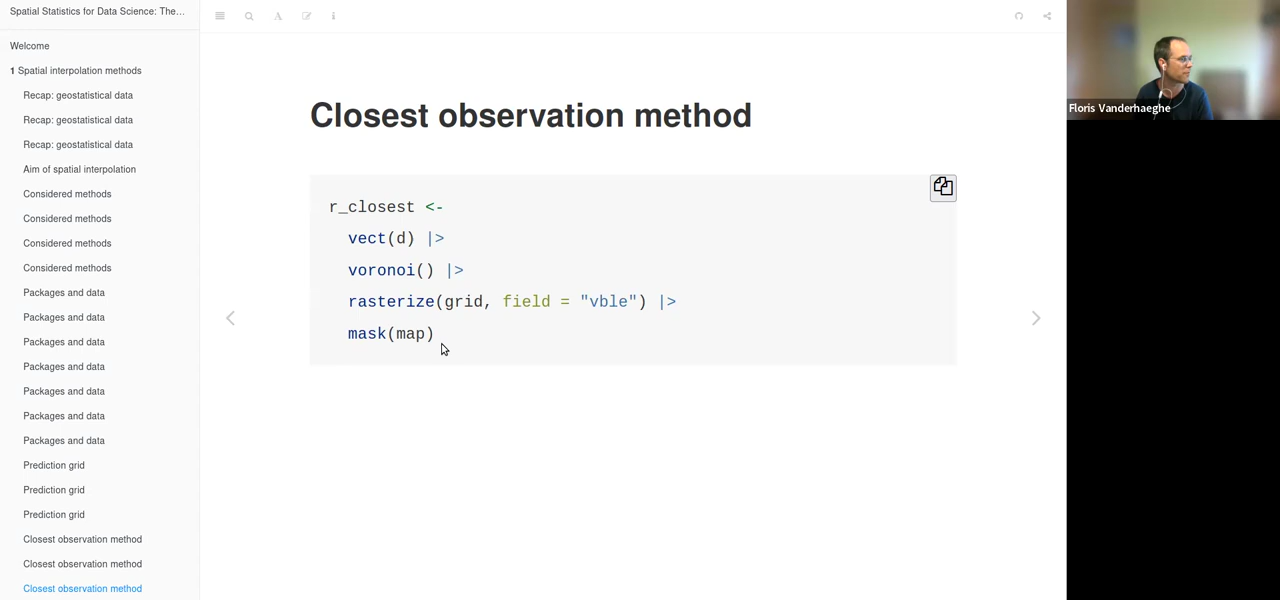 Spatial Statistics for Data Science: The...
Welcome
1 Spatial interpolation methods
Recap: geostatistical data
Recap: geostatistical data
Recap: geostatistical data
Aim of spatial interpolation
Considered methods
Considered methods
Considered methods
Considered methods
Packages and data
Packages and data
Packages and data
Packages and data
Packages and data
Packages and data
Packages and data
Prediction grid
Prediction grid
Prediction grid
Closest observation method
Closest observation method
Closest observation method
Closest observation method
r_closest <-
  vect(d) |>
  voronoi() |>
  rasterize(grid, field = "vble") |>
  mask(map)
Floris Vanderhaeghe